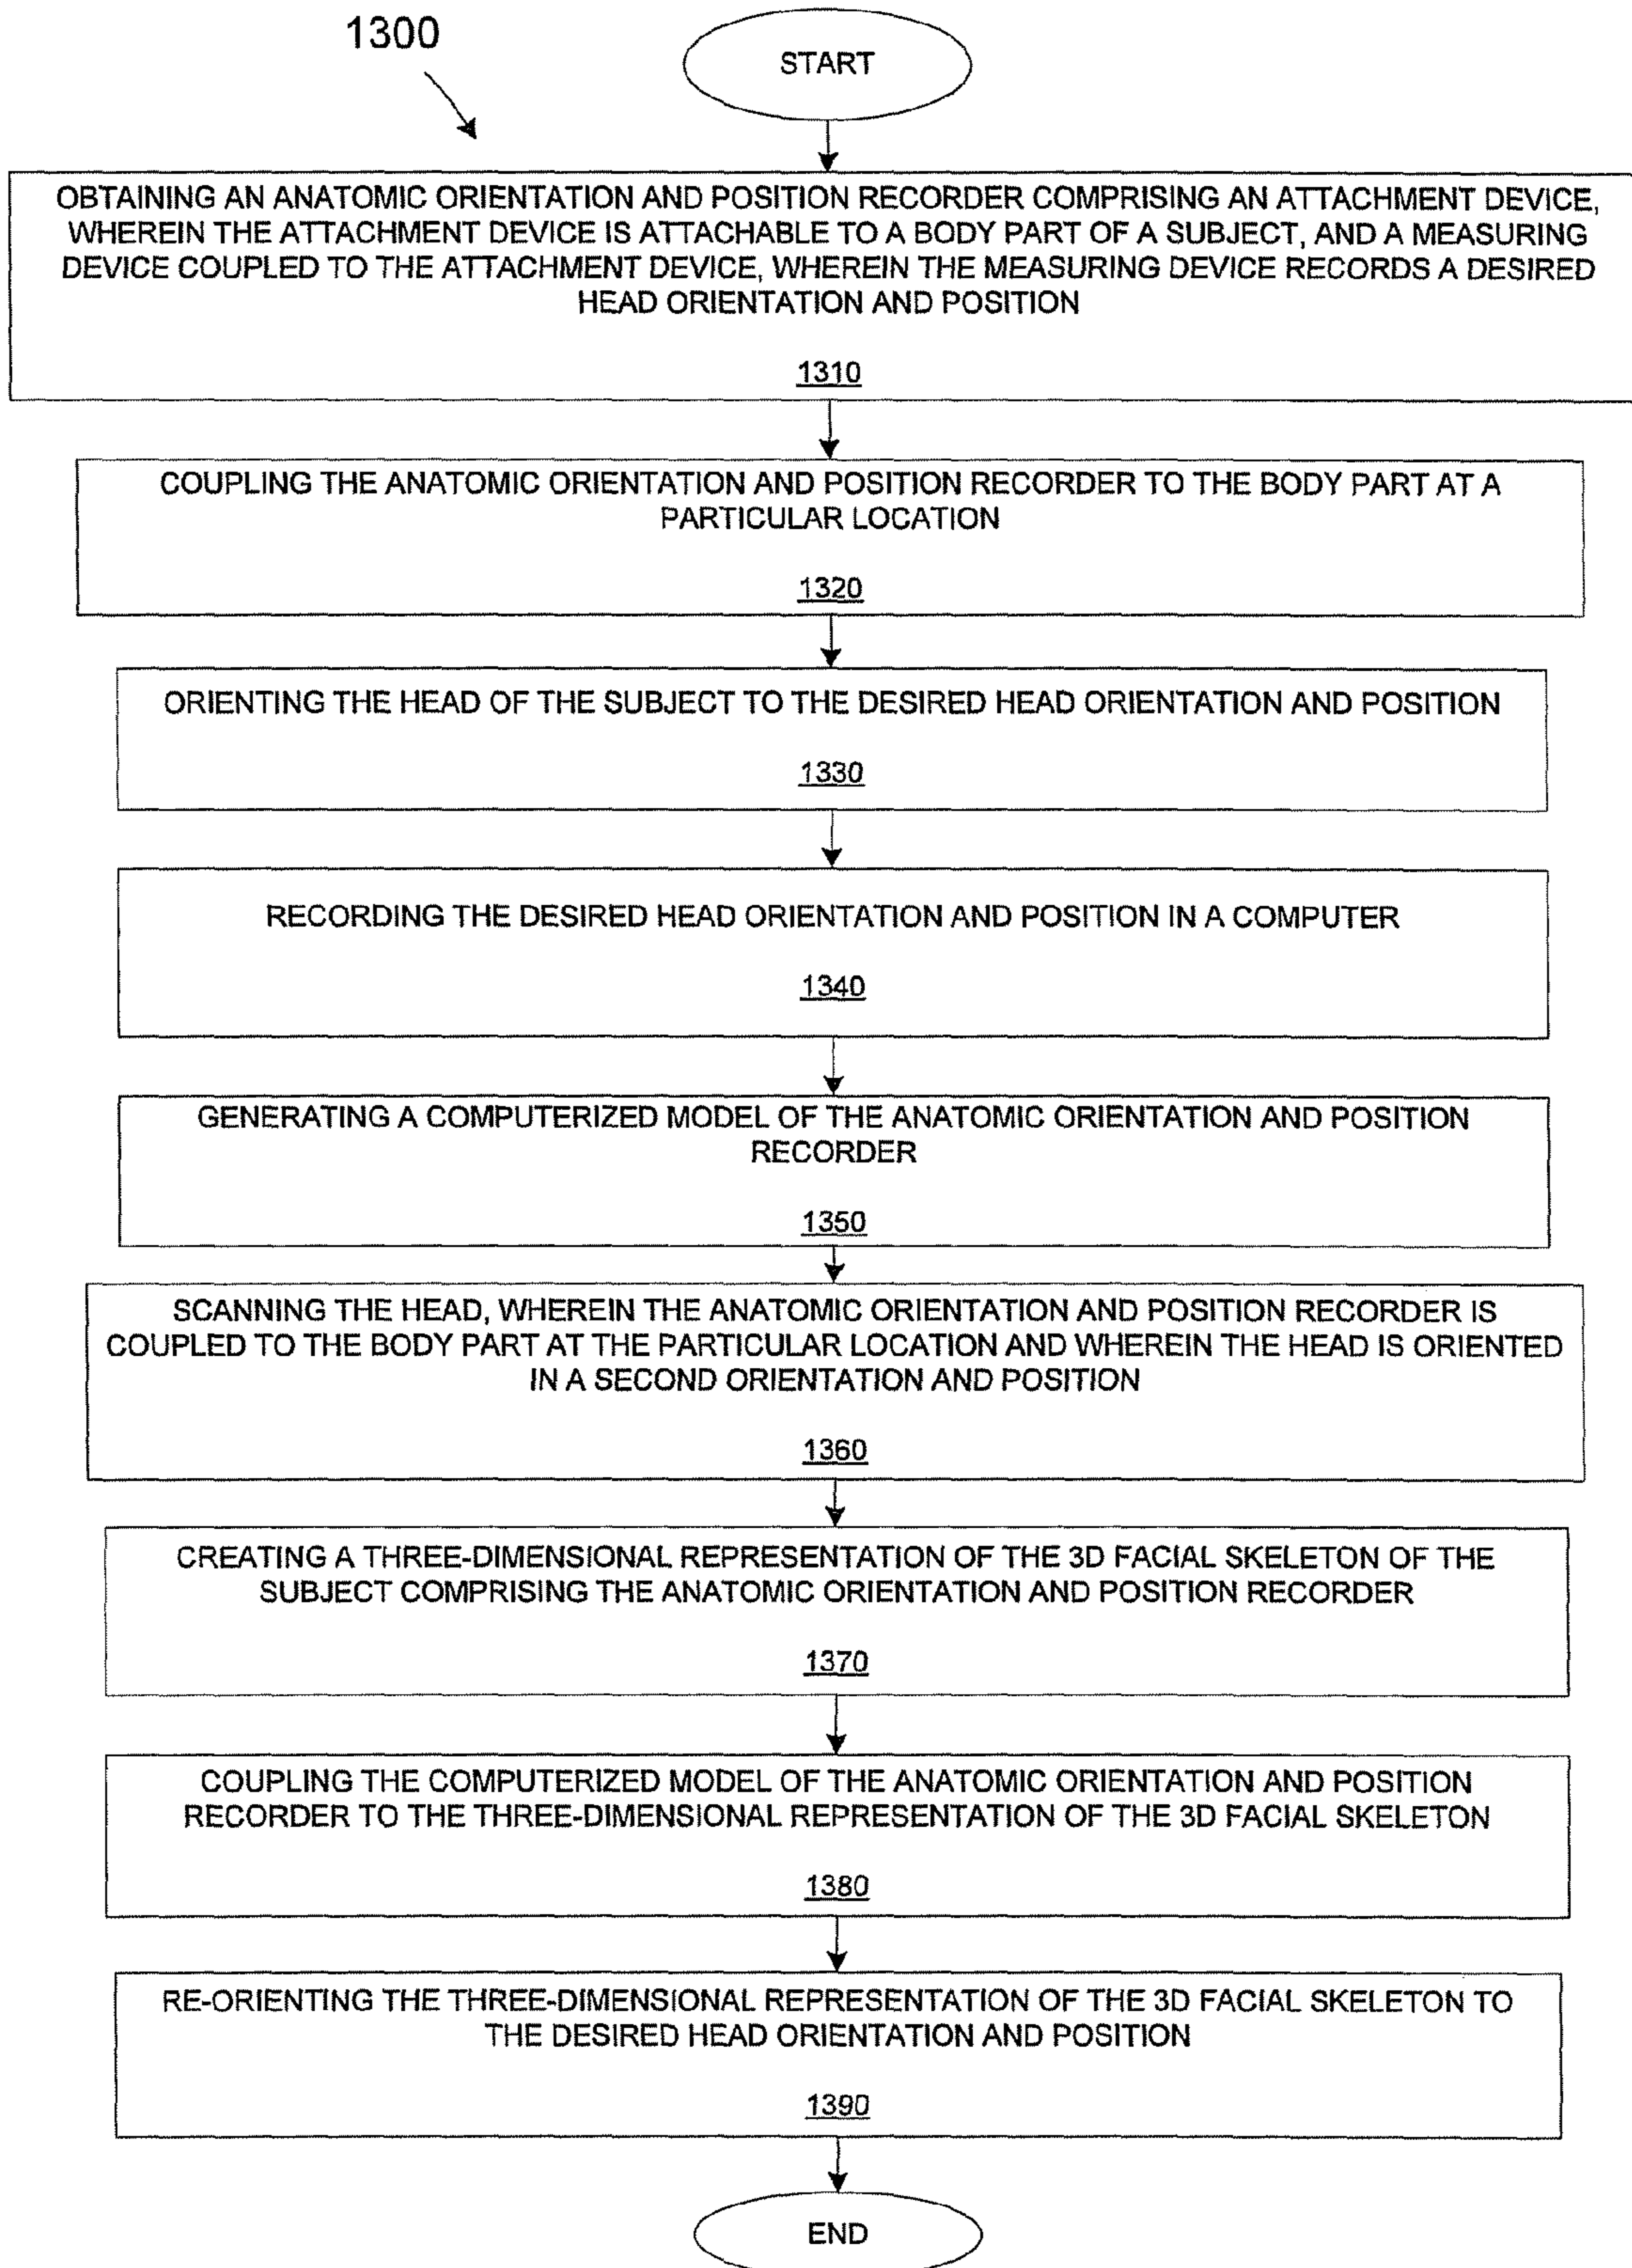 1300
START
OBTAINING AN ANATOMIC ORIENTATION AND POSITION RECORDER COMPRISING AN ATTACHMENT DEVICE,
WHEREIN THE ATTACHMENT DEVICE IS ATTACHABLE TO A BODY PART OF A SUBJECT, AND A MEASURING
DEVICE COUPLED TO THE ATTACHMENT DEVICE, WHEREIN THE MEASURING DEVICE RECORDS A DESIRED
HEAD ORIENTATION AND POSITION
1310
COUPLING THE ANATOMIC ORIENTATION AND POSITION RECORDER TO THE BODY PART AT A
PARTICULAR LOCATION
1320
ORIENTING THE HEAD OF THE SUBJECT TO THE DESIRED HEAD ORIENTATION AND POSITION
1330
RECORDING THE DESIRED HEAD ORIENTATION AND POSITION IN A COMPUTER
1340
GENERATING A COMPUTERIZED MODEL OF THE ANATOMIC ORIENTATION AND POSITION
RECORDER
1350
SCANNING THE HEAD, WHEREIN THE ANATOMIC ORIENTATION AND POSITION RECORDER IS
COUPLED TO THE BODY PART AT THE PARTICULAR LOCATION AND WHEREIN THE HEAD IS ORIENTED
IN A SECOND ORIENTATION AND POSITION
1360
CREATING A THREE-DIMENSIONAL REPRESENTATION OF THE 3D FACIAL SKELETON OF THE
SUBJECT COMPRISING THE ANATOMIC ORIENTATION AND POSITION RECORDER
1370
COUPLING THE COMPUTERIZED MODEL OF THE ANATOMIC ORIENTATION AND POSITION
RECORDER TO THE THREE-DIMENSIONAL REPRESENTATION OF THE 3D FACIAL SKELETON
1380
RE-ORIENTING THE THREE-DIMENSIONAL REPRESENTATION OF THE 3D FACIAL SKELETON TO
THE DESIRED HEAD ORIENTATION AND POSITION
1390
END